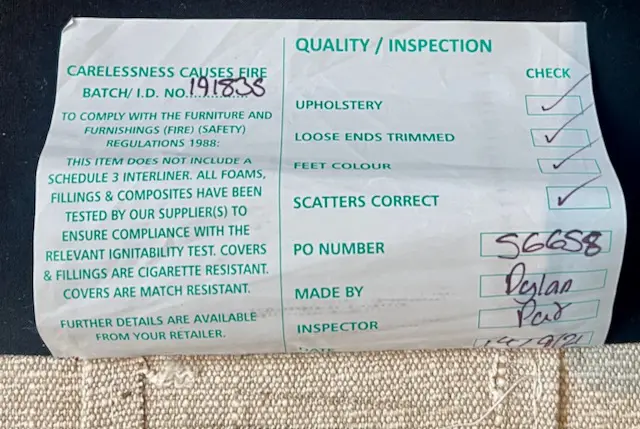 CARELESSNESS CAUSES FIRE
BATCH/ I.D. NO. 191835
TO COMPLY WITH THE FURNITURE AND
FURNISHINGS (FIRE) (SAFETY)
REGULATIONS 1988:
THIS ITEM DOES NOT INCLUDE A
SCHEDULE 3 INTERLINER. ALL FOAMS,
FILLINGS & COMPOSITES HAVE BEEN
TESTED BY OUR SUPPLIER(S) TO
ENSURE COMPLIANCE WITH THE
RELEVANT IGNITABILITY TEST. COVERS
& FILLINGS ARE CIGARETTE RESISTANT.
COVERS ARE MATCH RESISTANT.
FURTHER DETAILS ARE AVAILABLE
FROM YOUR RETAILER.
QUALITY / INSPECTION
CHECK
UPHOLSTERY
LOOSE ENDS TRIMMED
FEET COLOUR
SCATTERS CORRECT
PO NUMBER 56658
MADE BY Dylan
INSPECTOR
DATE 14/9/21